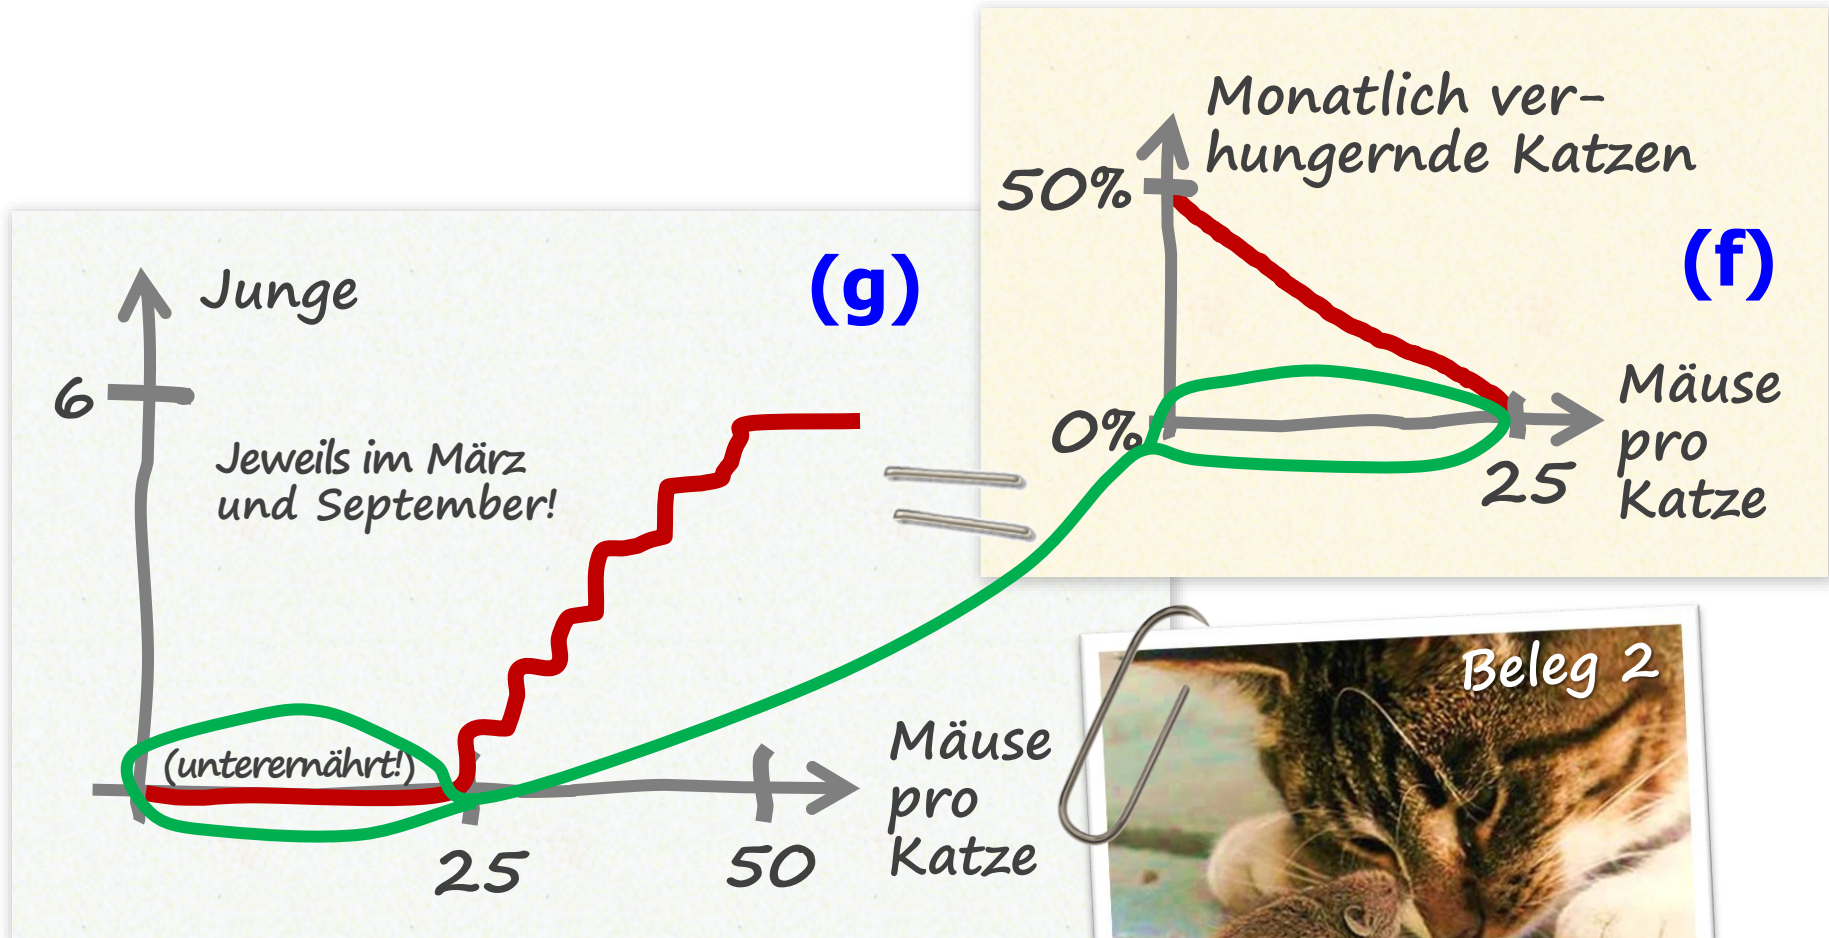 Monatlich ver-
hungernde Katzen
50%
(f)
0%
25
Mäuse
pro
Katze
(g)
Junge
6
Jeweils im März
und September!
(unterernährt!)
25
50
Mäuse
pro
Katze
Beleg 2